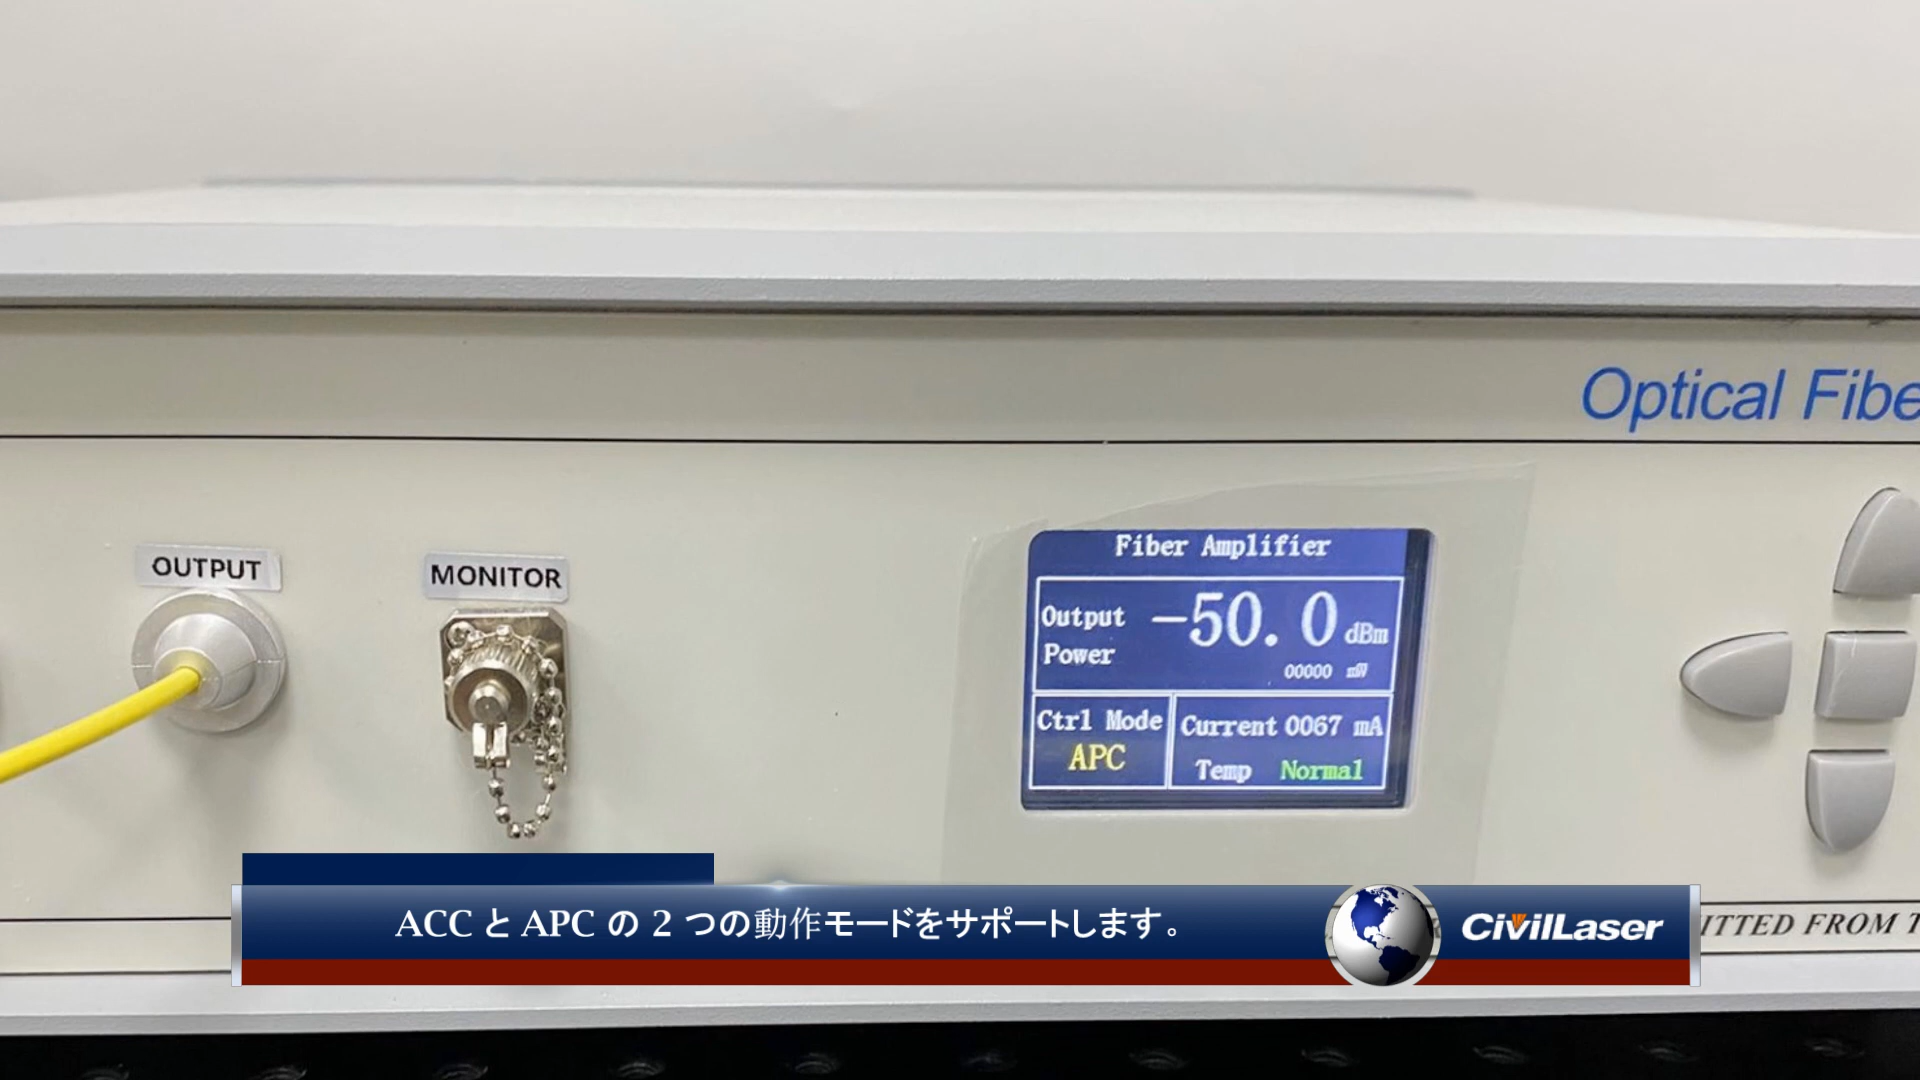 Optical Fibe
OUTPUT
MONITOR
Fiber Amplifier
Output Power
-50.0 dBm
00000 mW
Ctrl Mode
APC
Current 0067 mA
Temp Normal
ACC と APC の 2 つの動作モードをサポートします。
CivilLaser
ITTED FROM T